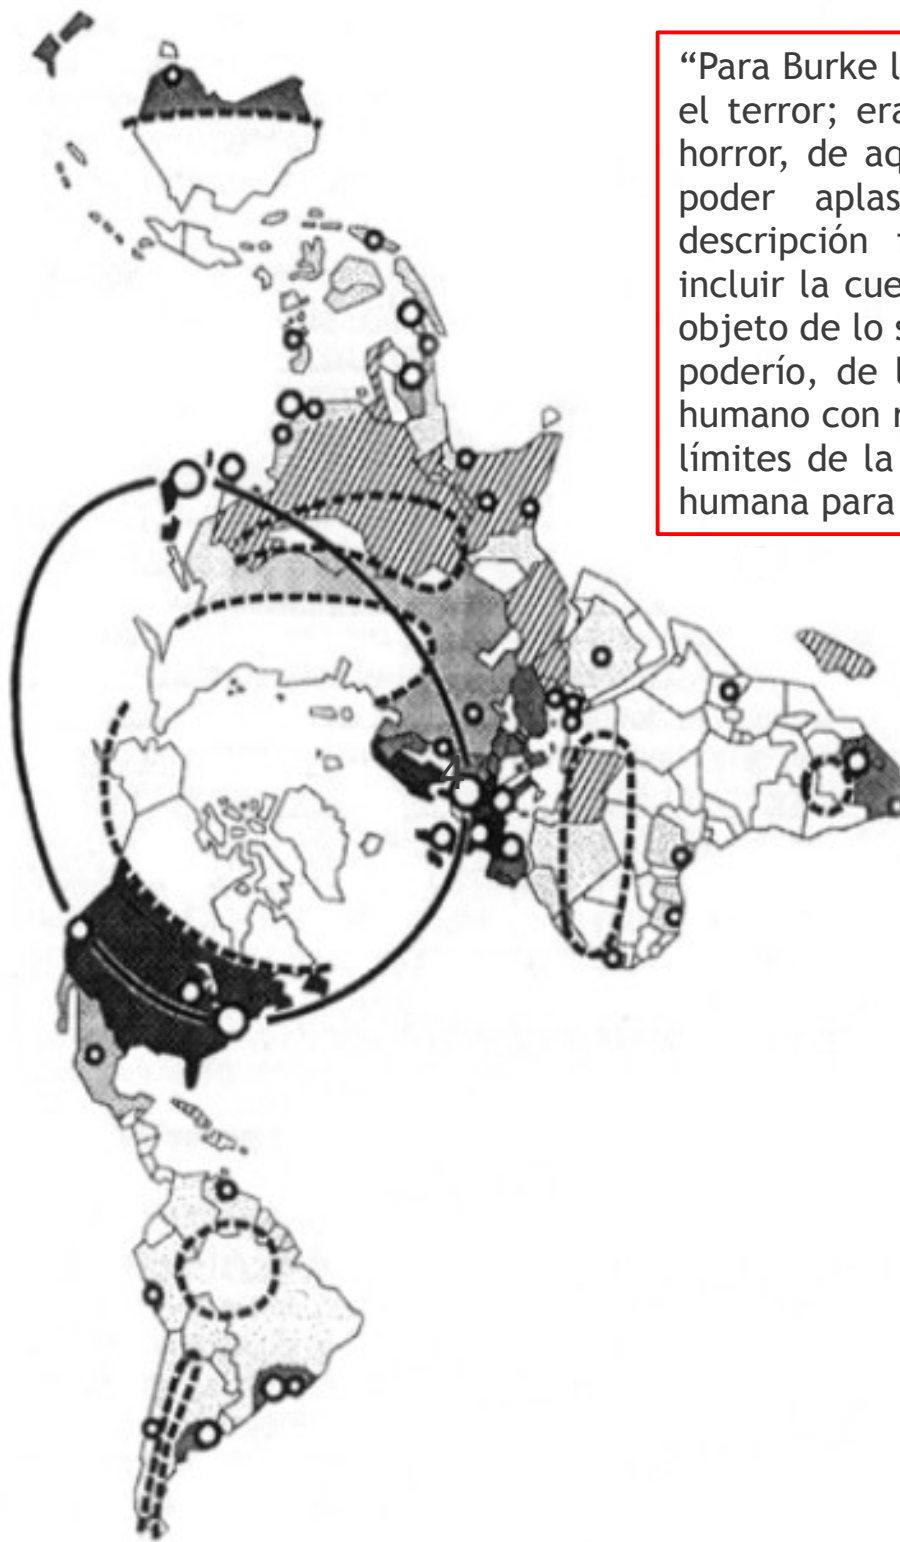 “Para Burke l
el terror; era
horror, de aq
poder aplas
descripción
incluir la cue
objeto de lo s
poderío, de l
humano con r
límites de la
humana para
4